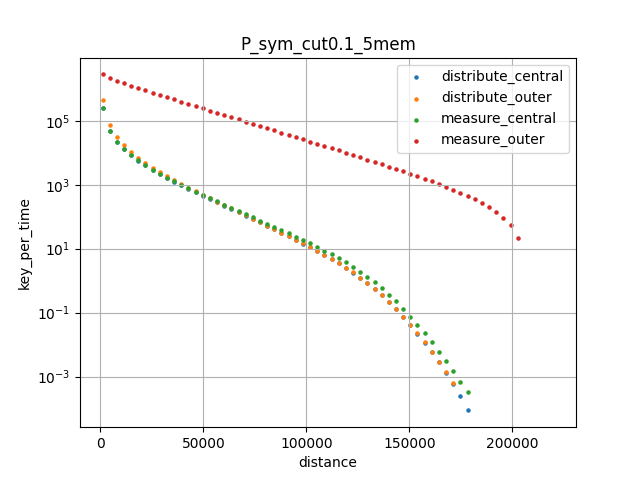 P_sym_cut0.1_5mem
distribute_central
distribute_outer
measure_central
measure_outer
key_per_time
10^5
10^3
10^1
10^−1
10^−3
0
50000
100000
150000
200000
distance